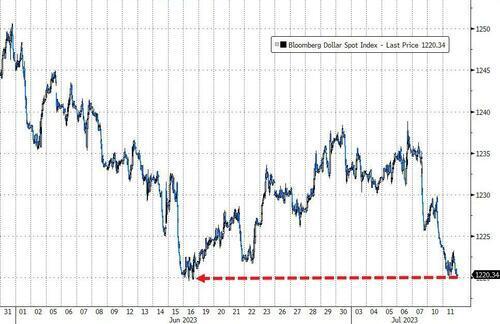 Bloomberg Dollar Spot Index - Last Price 1220.34
1250
1245
1240
1235
1230
1225
1220.34
31 01 02 05 06 07 08 09 12 13 14 15 16 19 20 21 22 23 26 27 28 29 30 03 04 05 06 07 10 11
Jun 2023
Jul 2023